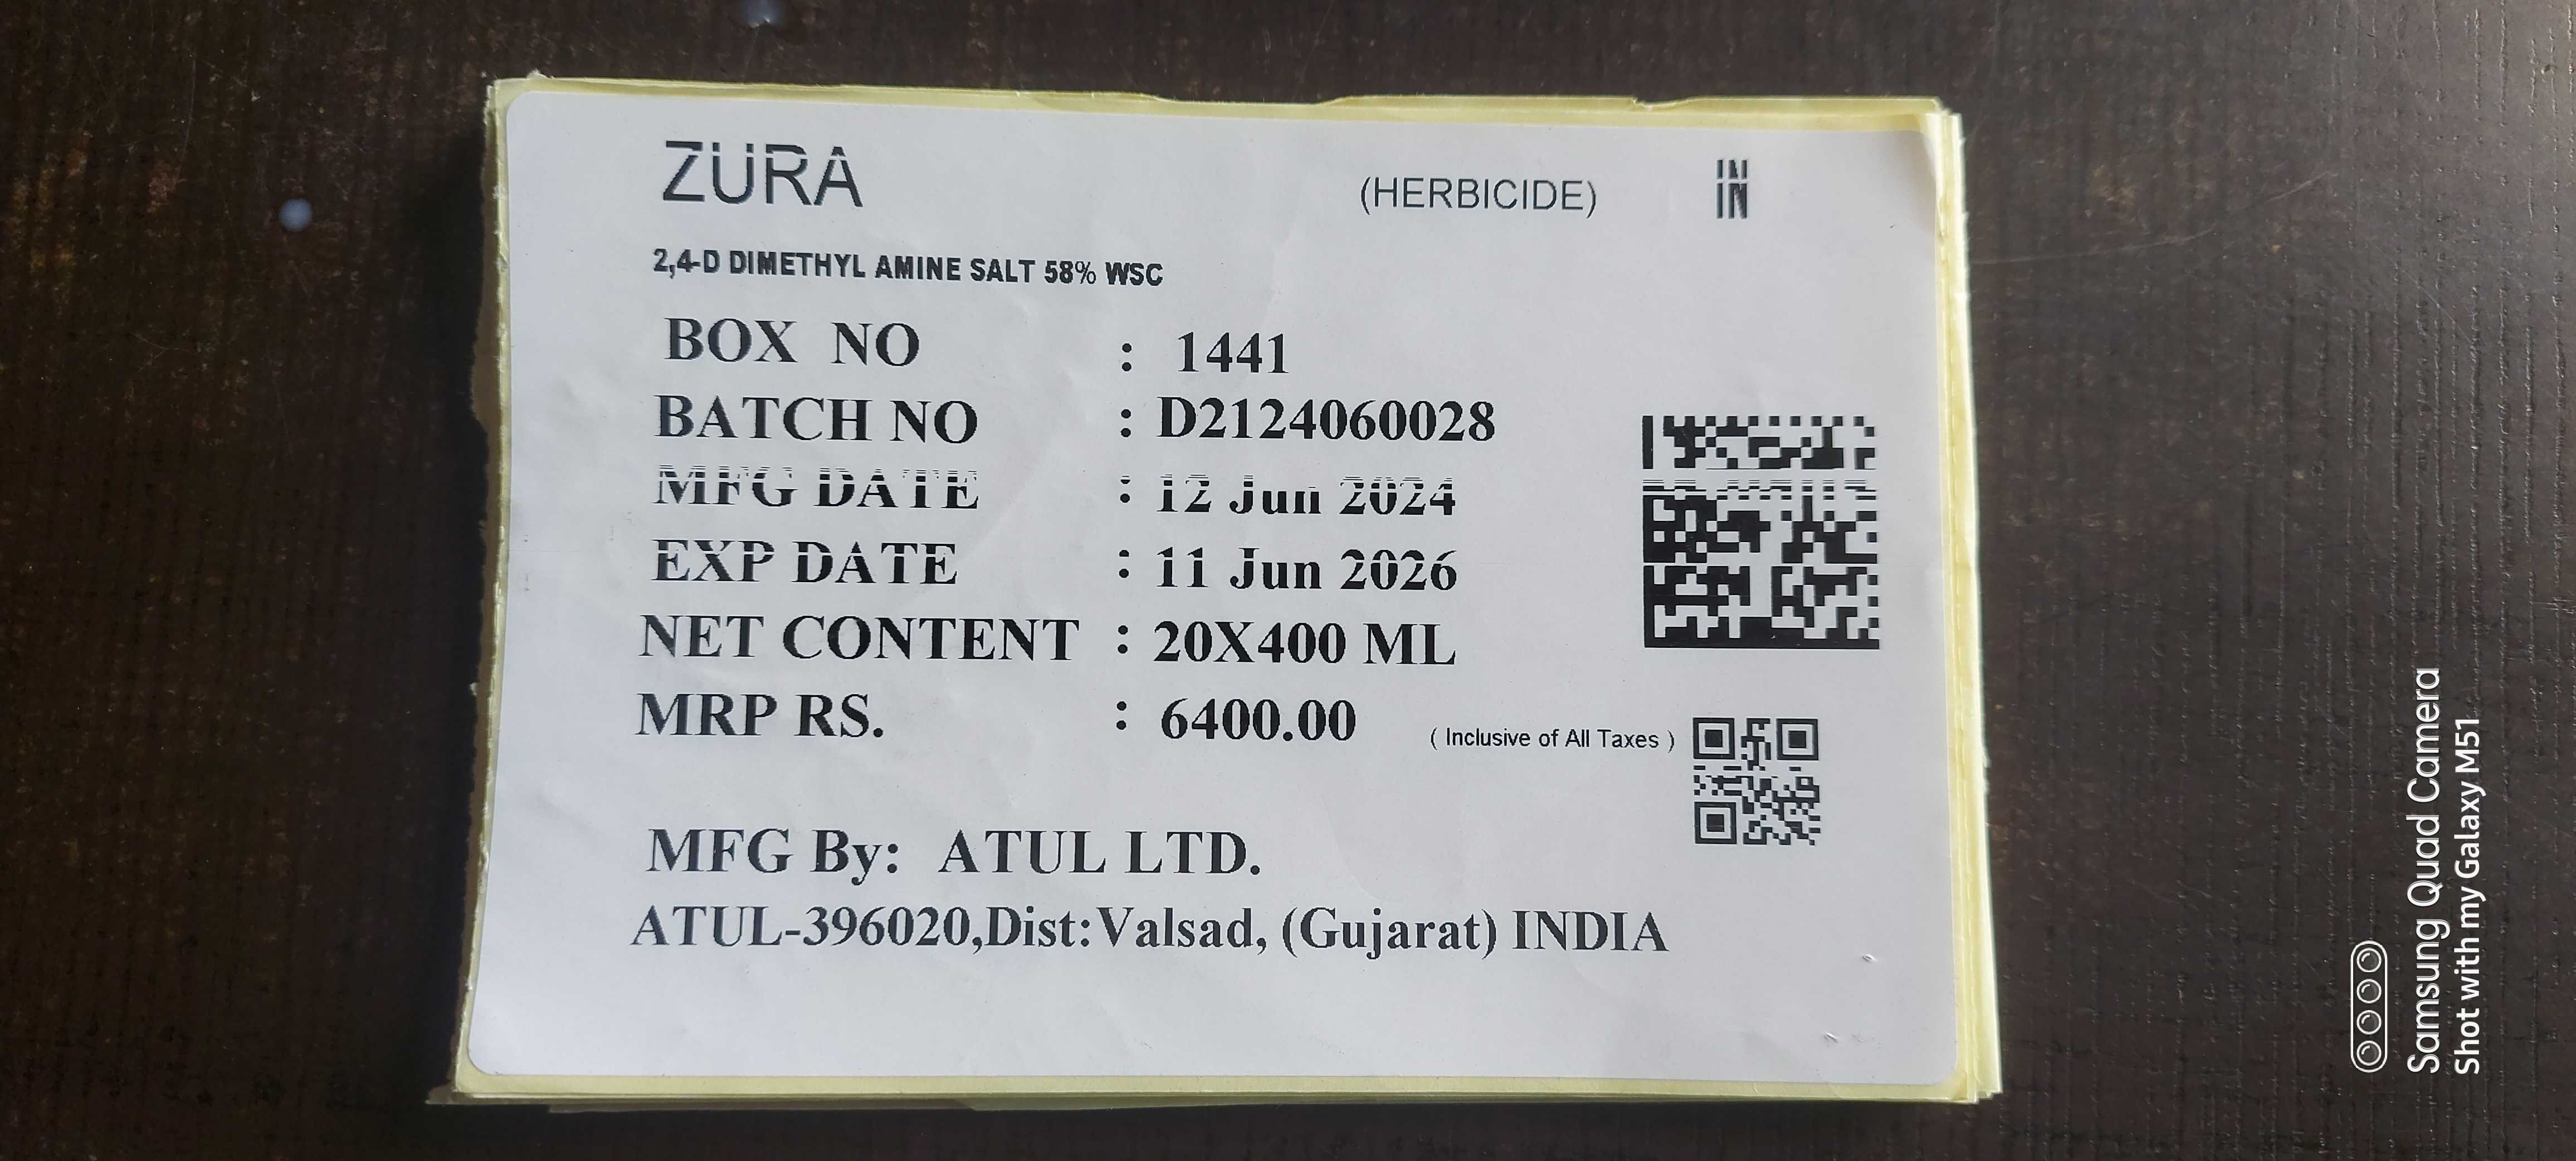 ZURA (HERBICIDE) IN
2,4-D DIMETHYL AMINE SALT 58% WSC
BOX NO : 1441
BATCH NO : D2124060028
MFG DATE : 12 Jun 2024
EXP DATE : 11 Jun 2026
NET CONTENT : 20X400 ML
MRP RS. : 6400.00 ( Inclusive of All Taxes )
MFG By: ATUL LTD.
ATUL-396020,Dist:Valsad, (Gujarat) INDIA
Samsung Quad Camera
Shot with my Galaxy M51